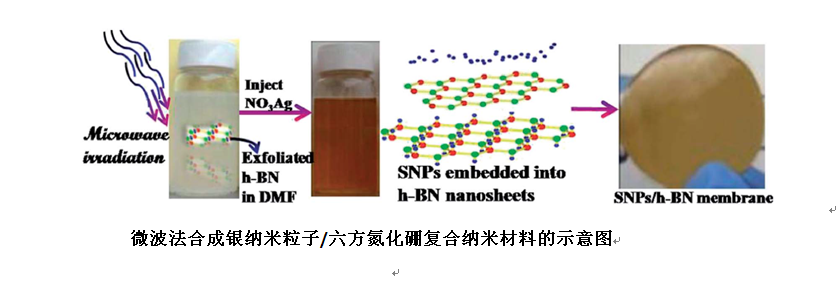 Microwave
irradiation
Inject
NO3Ag
Exfoliated
h-BN
in DMF
SNPs embedded into
h-BN nanosheets
SNPs/h-BN membrane
微波法合成银纳米粒子/六方氮化硼复合纳米材料的示意图